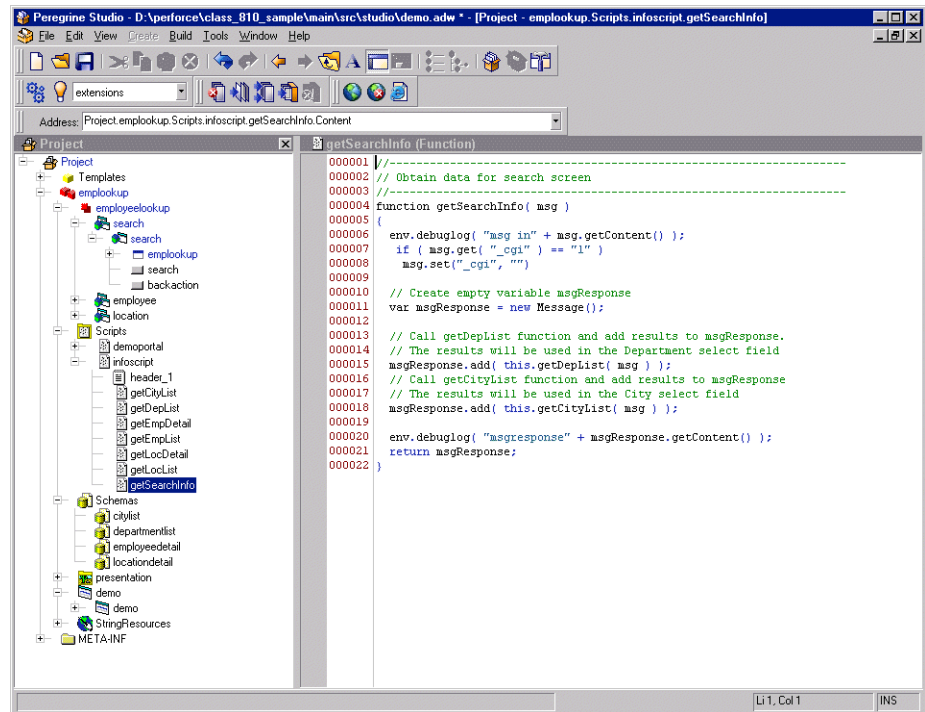 Peregrine Studio - D:\perforce\class_810_sample\main\src\studio\demo.adw * - [Project - emplookup.Scripts.infoscript.getSearchInfo]
File Edit View Create Build Tools Window Help
A
extensions
Address: Project.emplookup.Scripts.infoscript.getSearchInfo.Content
Project
Project
Templates
emplookup
employeelookup
search
search
emplookup
search
backaction
employee
location
Scripts
demoportal
infoscript
header_1
getCityList
getDepList
getEmpDetail
getEmpList
getLocDetail
getLocList
getSearchInfo
Schemas
citylist
departmentlist
employeedetail
locationdetail
presentation
demo
demo
StringResources
META-INF
getSearchInfo (Function)
000001 //-----------------------------------------------------------------------
000002 // Obtain data for search screen
000003 //-----------------------------------------------------------------------
000004 function getSearchInfo( msg )
000005 {
000006 env.debuglog( "msg in" + msg.getContent() );
000007 if ( msg.get( "_cgi" ) == "1" )
000008 msg.set("_cgi", "")
000009
000010 // Create empty variable msgResponse
000011 var msgResponse = new Message();
000012
000013 // Call getDepList function and add results to msgResponse.
000014 // The results will be used in the Department select field
000015 msgResponse.add( this.getDepList( msg ) );
000016 // Call getCityList function and add results to msgResponse
000017 // The results will be used in the City select field
000018 msgResponse.add( this.getCityList( msg ) );
000019
000020 env.debuglog( "msgresponse" + msgResponse.getContent() );
000021 return msgResponse;
000022 }
Li 1, Col 1
INS